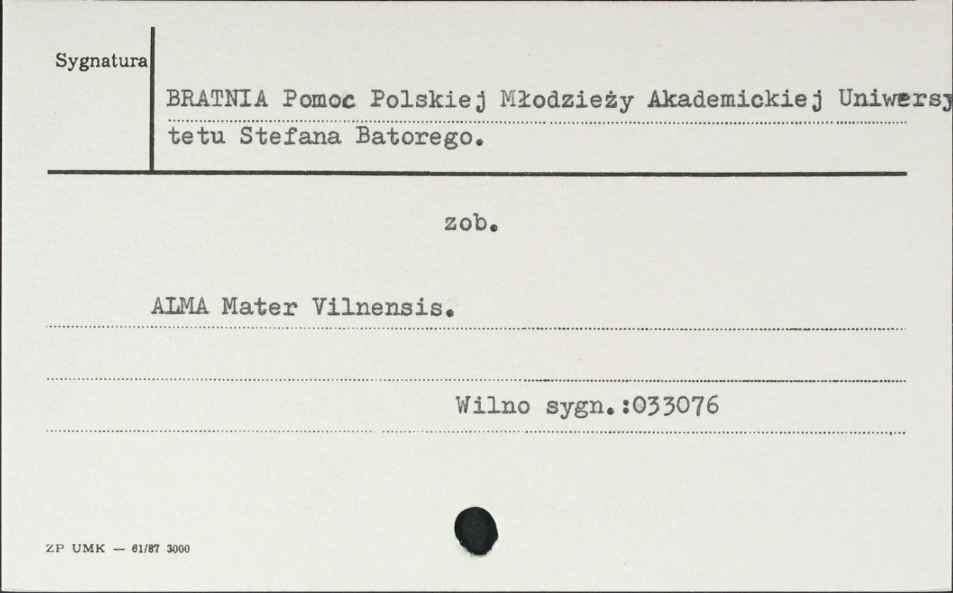 Sygnatura
BRATNIA Pomoc Polskiej Młodzieży Akademickiej Uniwersy
tetu Stefana Batorego.
zob.
ALMA Mater Vilnensis.
Wilno sygn.:033076
ZP UMK — 61/87 3000